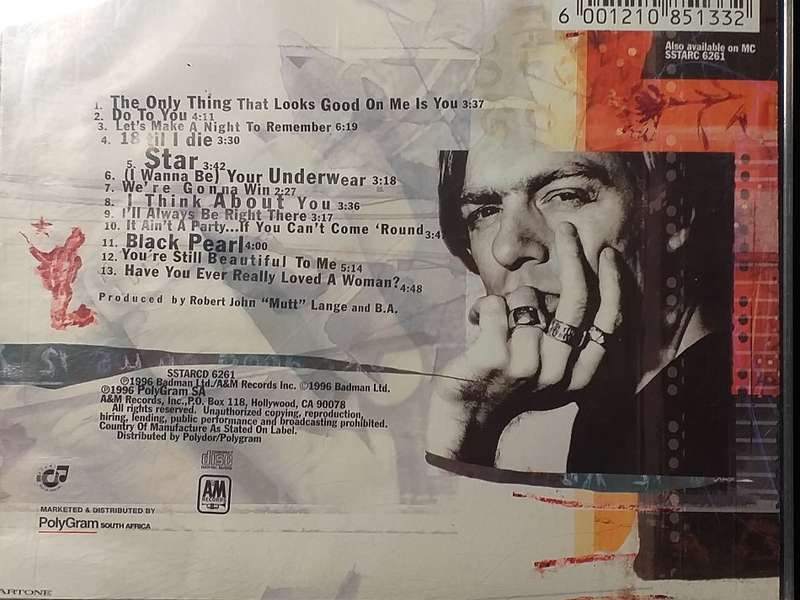 6 001210 851332
Also available on MC
SSTARC 6261
1. The Only Thing That Looks Good On Me Is You 3:37
2. Do To You 4:11
3. Let's Make A Night To Remember 6:19
4. 18 til I die 3:30
5. Star 3:42
6. (I Wanna Be) Your Underwear 3:18
7. We're Gonna Win 2:27
8. I Think About You 3:36
9. I'll Always Be Right There 3:17
10. It Ain't A Party...If You Can't Come 'Round
11. Black Pearl 4:00
12. You're Still Beautiful To Me 5:14
13. Have You Ever Really Loved A Woman? 4:48
Produced by Robert John "Mutt" Lange and B.A.
SSTARCD 6261
℗1996 Badman Ltd./A&M Records Inc. ©1996 Badman Ltd.
℗1996 PolyGram SA
A&M Records, Inc., P.O. Box 118, Hollywood, CA 90078
All rights reserved. Unauthorized copying, reproduction,
hiring, lending, public performance and broadcasting prohibited.
Country Of Manufacture As Stated On Label.
Distributed by Polydor/Polygram
AM
RECORDS
MARKETED & DISTRIBUTED BY
PolyGram SOUTH AFRICA